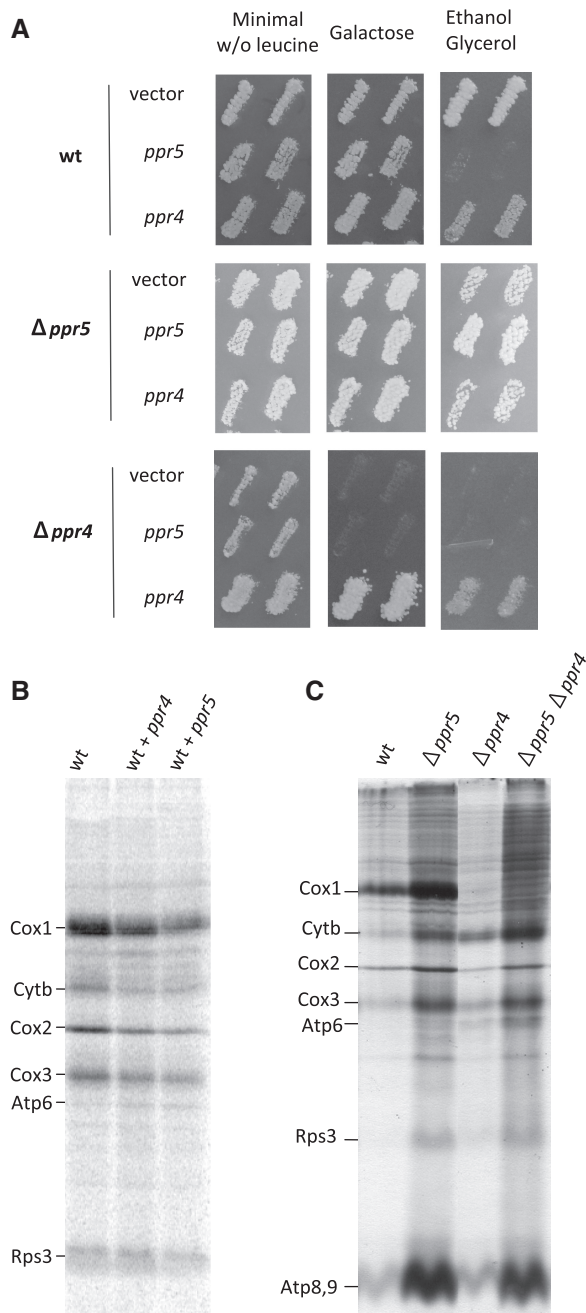 A
Minimal
w/o leucine
Galactose
Ethanol
Glycerol
wt
vector
ppr5
ppr4
Δppr5
vector
ppr5
ppr4
Δppr4
vector
ppr5
ppr4
B
wt
wt + ppr4
wt + ppr5
Cox1
Cytb
Cox2
Cox3
Atp6
Rps3
C
wt
Δppr5
Δppr4
Δppr5 Δppr4
Cox1
Cytb
Cox2
Cox3
Atp6
Rps3
Atp8,9